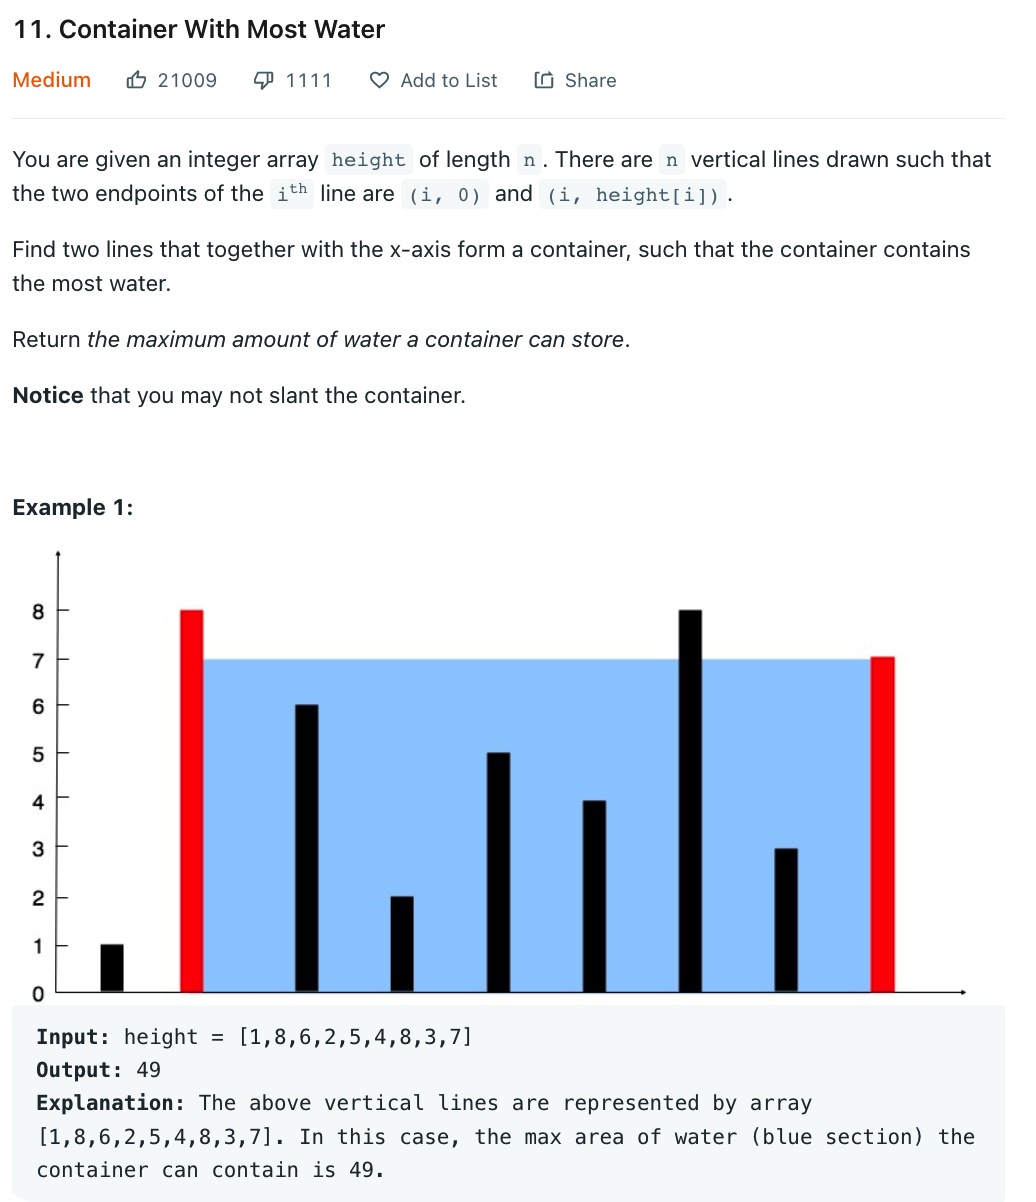 11. Container With Most Water
Medium 21009 1111 Add to List Share
You are given an integer array height of length n. There are n vertical lines drawn such that
the two endpoints of the ith line are (i, 0) and (i, height[i]).
Find two lines that together with the x-axis form a container, such that the container contains
the most water.
Return the maximum amount of water a container can store.
Notice that you may not slant the container.
Example 1:
8
7
6
5
4
3
2
1
0
Input: height = [1,8,6,2,5,4,8,3,7]
Output: 49
Explanation: The above vertical lines are represented by array
[1,8,6,2,5,4,8,3,7]. In this case, the max area of water (blue section) the
container can contain is 49.